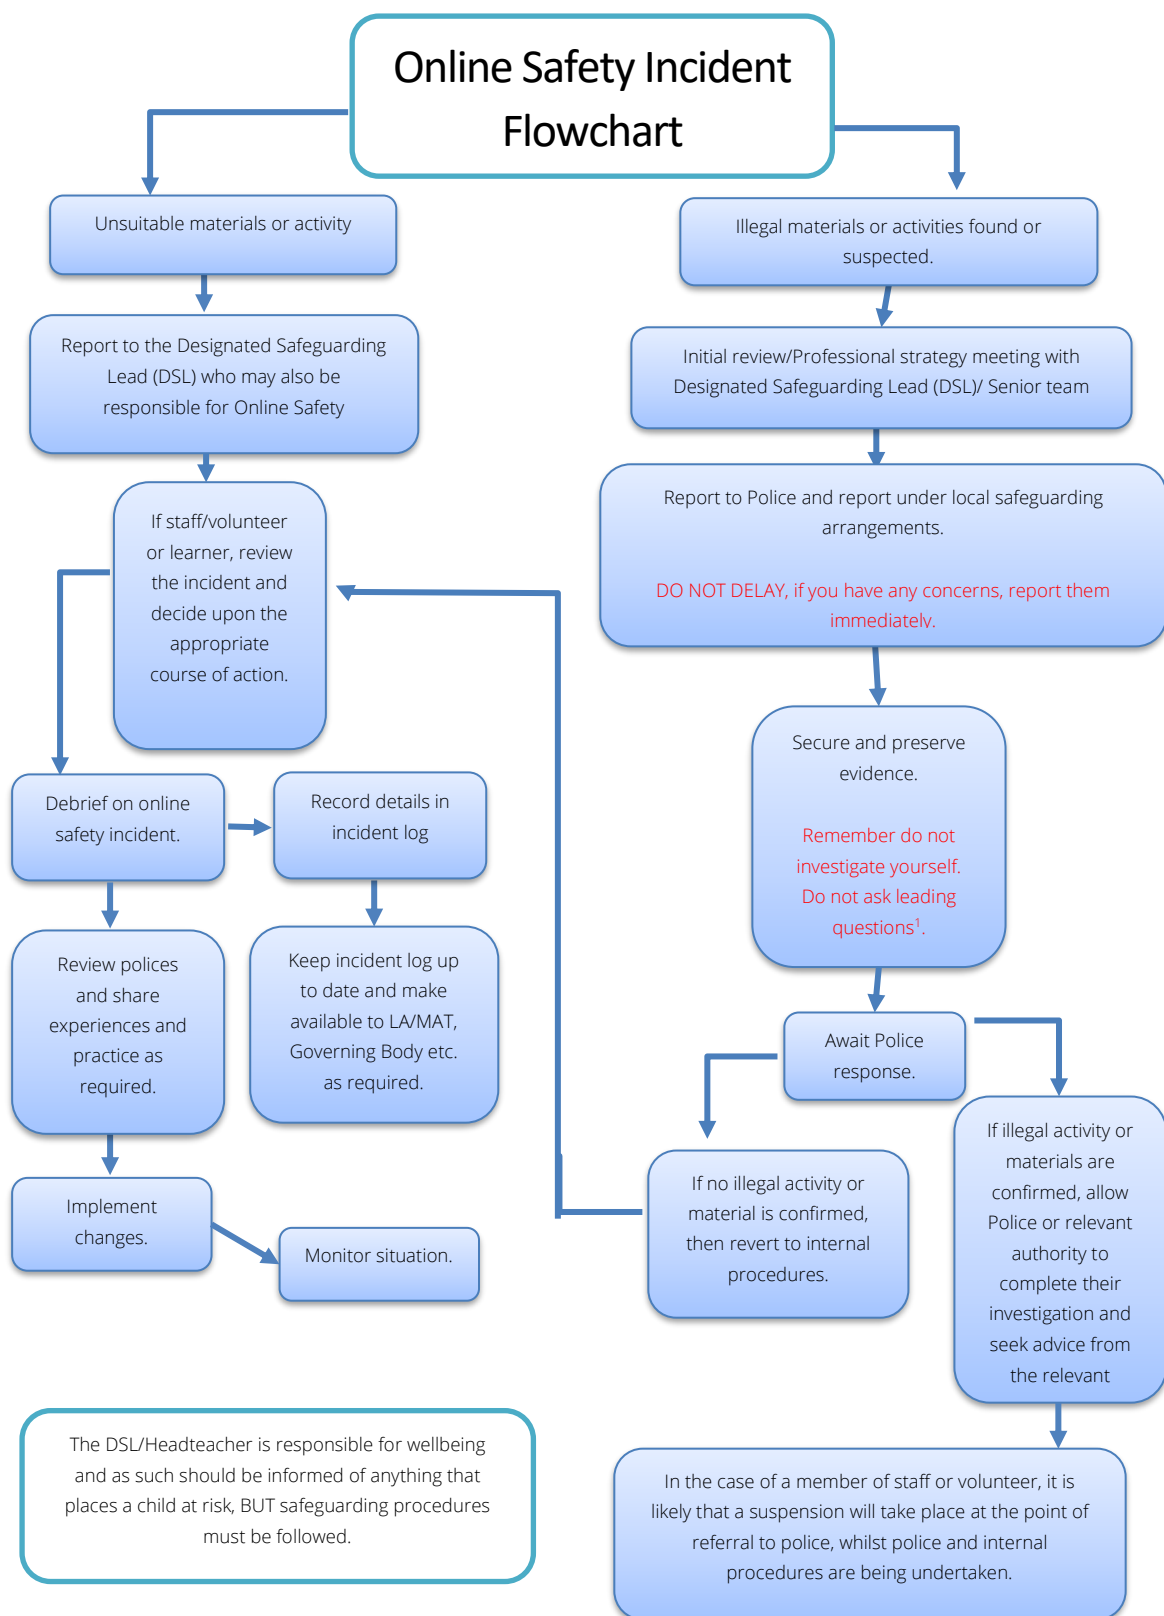 Online Safety Incident
Flowchart
Unsuitable materials or activity
Report to the Designated Safeguarding
Lead (DSL) who may also be
responsible for Online Safety
If staff/volunteer
or learner, review
the incident and
decide upon the
appropriate
course of action.
Debrief on online
safety incident.
Record details in
incident log
Review polices
and share
experiences and
practice as
required.
Keep incident log up
to date and make
available to LA/MAT,
Governing Body etc.
as required.
Implement
changes.
Monitor situation.
Illegal materials or activities found or
suspected.
Initial review/Professional strategy meeting with
Designated Safeguarding Lead (DSL)/ Senior team
Report to Police and report under local safeguarding
arrangements.
DO NOT DELAY, if you have any concerns, report them
immediately.
Secure and preserve
evidence.
Remember do not
investigate yourself.
Do not ask leading
questions¹.
Await Police
response.
If no illegal activity or
material is confirmed,
then revert to internal
procedures.
If illegal activity or
materials are
confirmed, allow
Police or relevant
authority to
complete their
investigation and
seek advice from
the relevant
In the case of a member of staff or volunteer, it is
likely that a suspension will take place at the point of
referral to police, whilst police and internal
procedures are being undertaken.
The DSL/Headteacher is responsible for wellbeing
and as such should be informed of anything that
places a child at risk, BUT safeguarding procedures
must be followed.